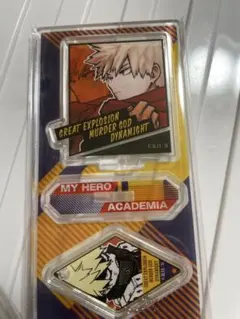 GREAT EXPLOSION
MURDER GOD
DYNAMIGHT
MY HERO
ACADEMIA